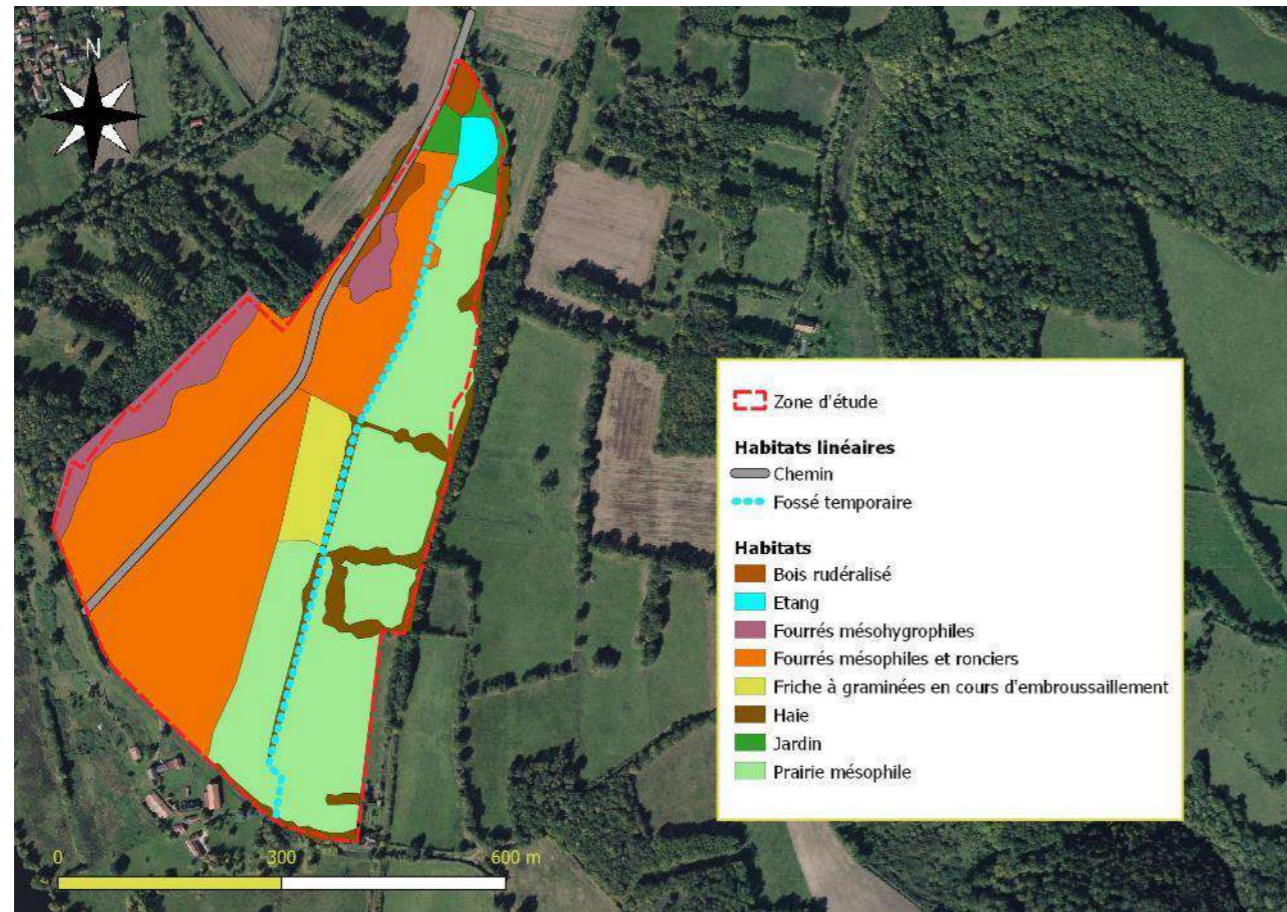 N
Zone d'étude
Habitats linéaires
Chemin
Fossé temporaire
Habitats
Bois rudéralisé
Etang
Fourrés mésohygrophiles
Fourrés mésophiles et ronciers
Friche à graminées en cours d'embroussaillement
Haie
Jardin
Prairie mésophile
0 300 600 m